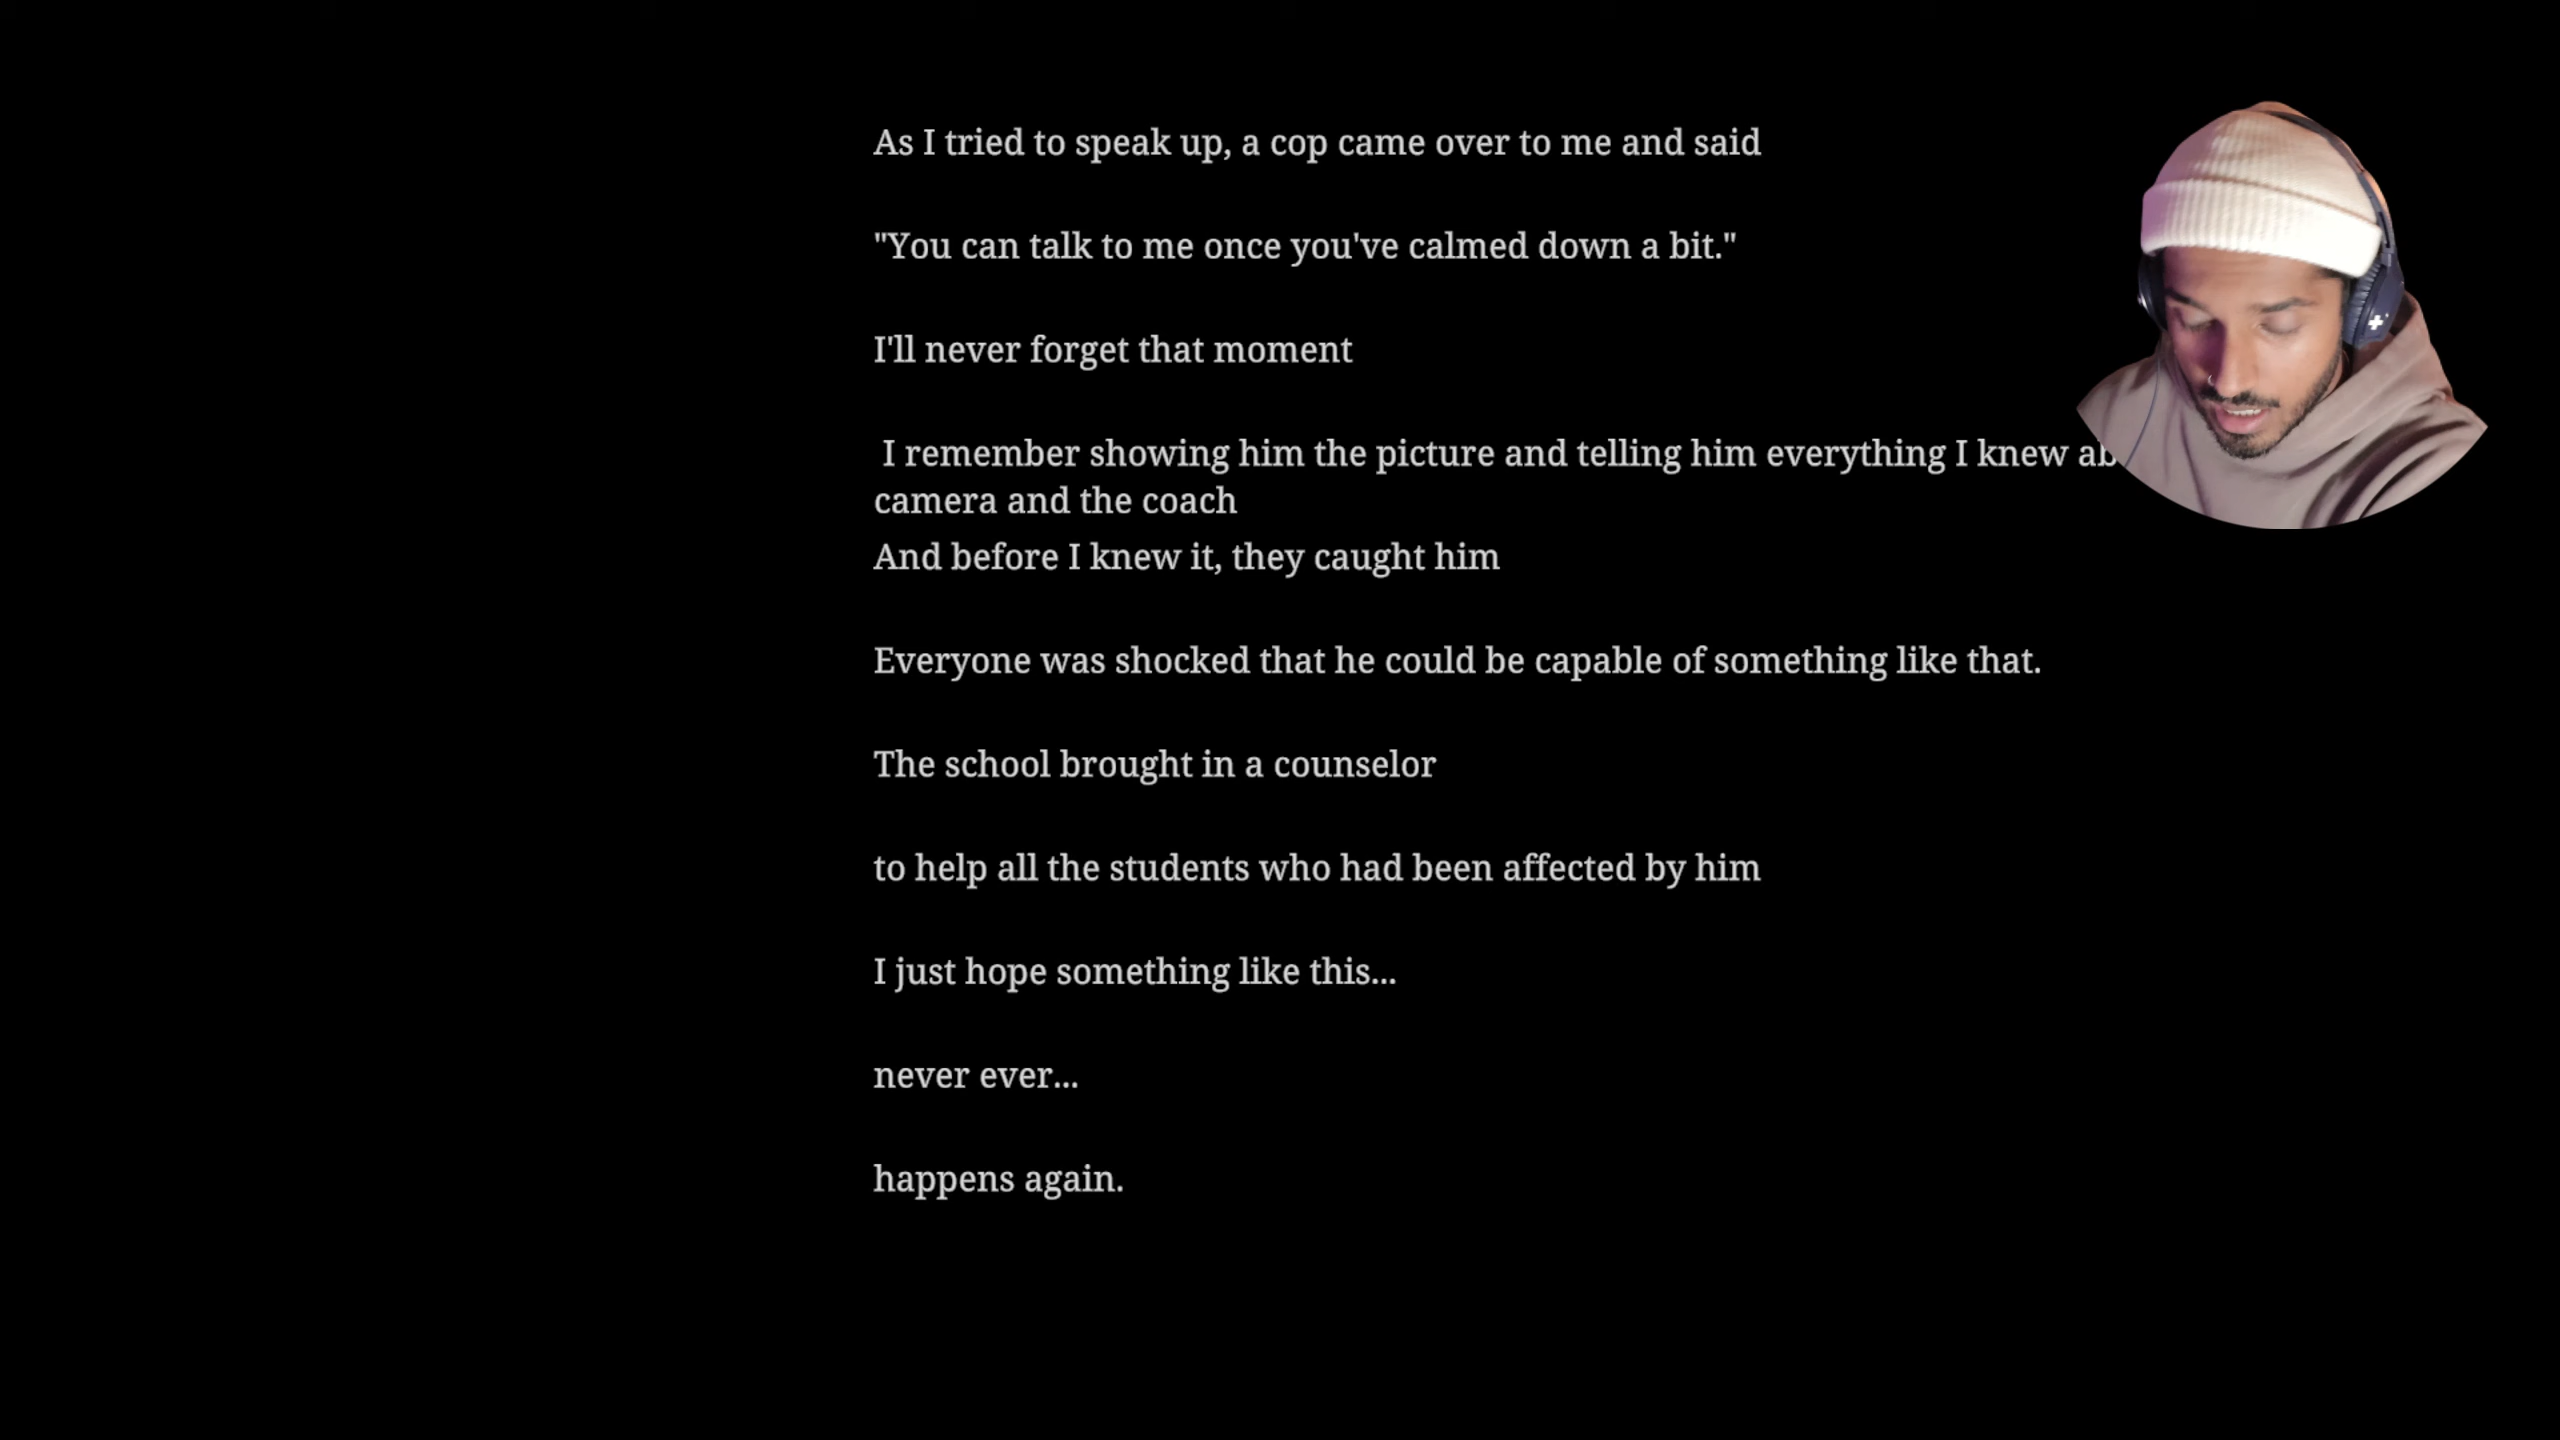 As I tried to speak up, a cop came over to me and said
"You can talk to me once you've calmed down a bit."
I'll never forget that moment
I remember showing him the picture and telling him everything I knew
camera and the coach
And before I knew it, they caught him
Everyone was shocked that he could be capable of something like that.
The school brought in a counselor
to help all the students who had been affected by him
I just hope something like this...
never ever...
happens again.